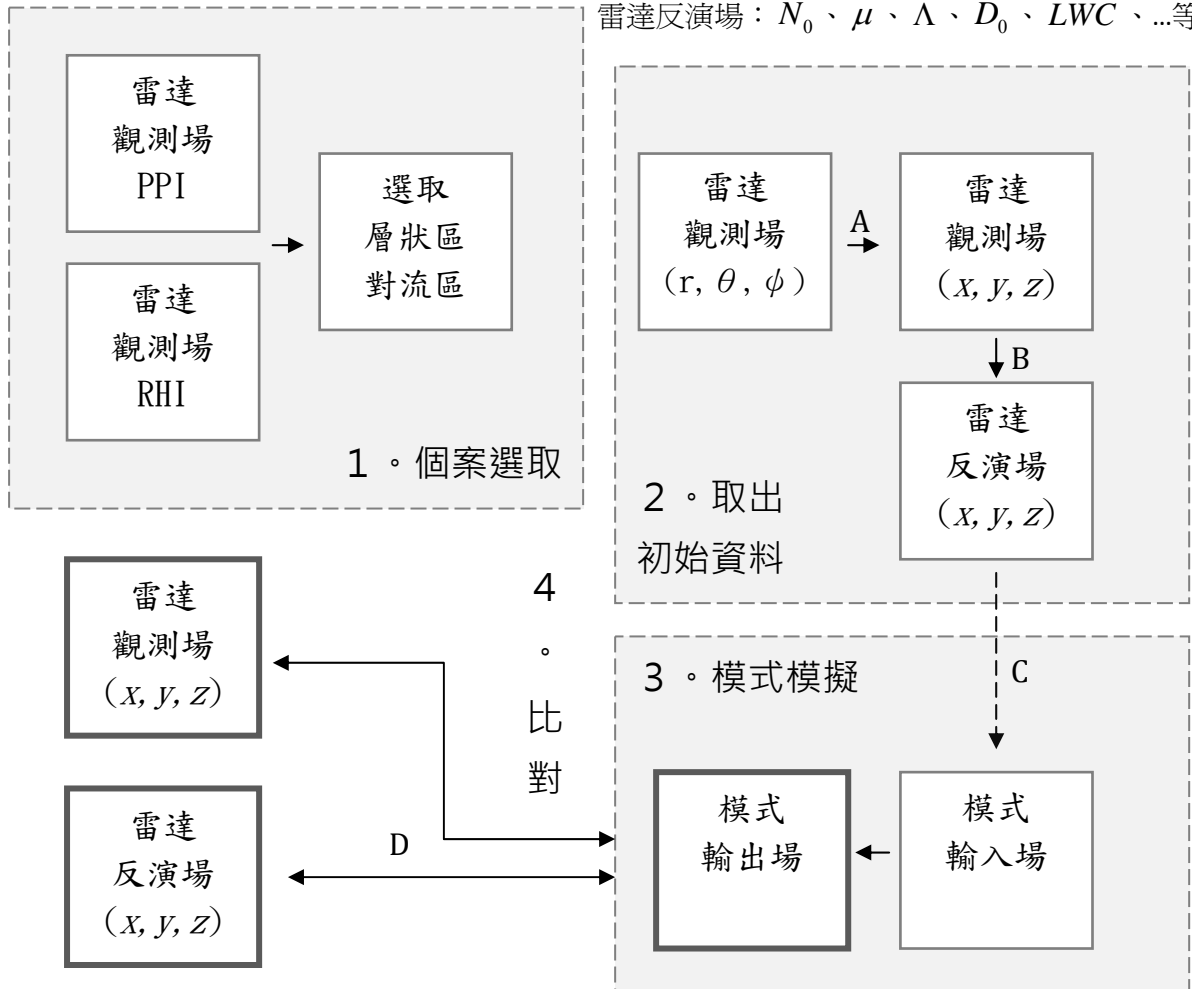 雷達反演場：N₀、μ、Λ、D₀、LWC、...等
雷達
觀測場
PPI
雷達
觀測場
RHI
選取
層狀區
對流區
1。個案選取
雷達
觀測場
(r, θ, φ)
A
雷達
觀測場
(x, y, z)
B
雷達
反演場
(x, y, z)
2。取出
初始資料
C
3。模式模擬
模式
輸入場
模式
輸出場
4
。
比
對
雷達
觀測場
(x, y, z)
D
雷達
反演場
(x, y, z)